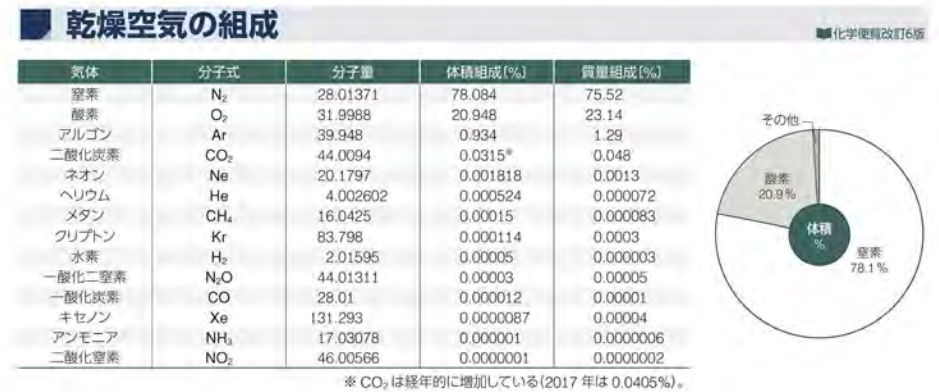 乾燥空気の組成
化学便覧改訂6版
気体 分子式 分子量 体積組成[%] 質量組成[%]
窒素 N₂ 28.01371 78.084 75.52
酸素 O₂ 31.9988 20.948 23.14
アルゴン Ar 39.948 0.934 1.29
二酸化炭素 CO₂ 44.0094 0.0315※ 0.048
ネオン Ne 20.1797 0.001818 0.0013
ヘリウム He 4.002602 0.000524 0.000072
メタン CH₄ 16.0425 0.00015 0.000083
クリプトン Kr 83.798 0.000114 0.0003
水素 H₂ 2.01595 0.00005 0.000003
一酸化二窒素 N₂O 44.01311 0.00003 0.00005
一酸化炭素 CO 28.01 0.000012 0.00001
キセノン Xe 131.293 0.0000087 0.00004
アンモニア NH₃ 17.03078 0.000001 0.0000006
二酸化窒素 NO₂ 46.00566 0.0000001 0.0000002
※ CO₂ は経年的に増加している(2017 年は 0.0405%)。
その他
酸素
20.9%
体積
%
窒素
78.1%